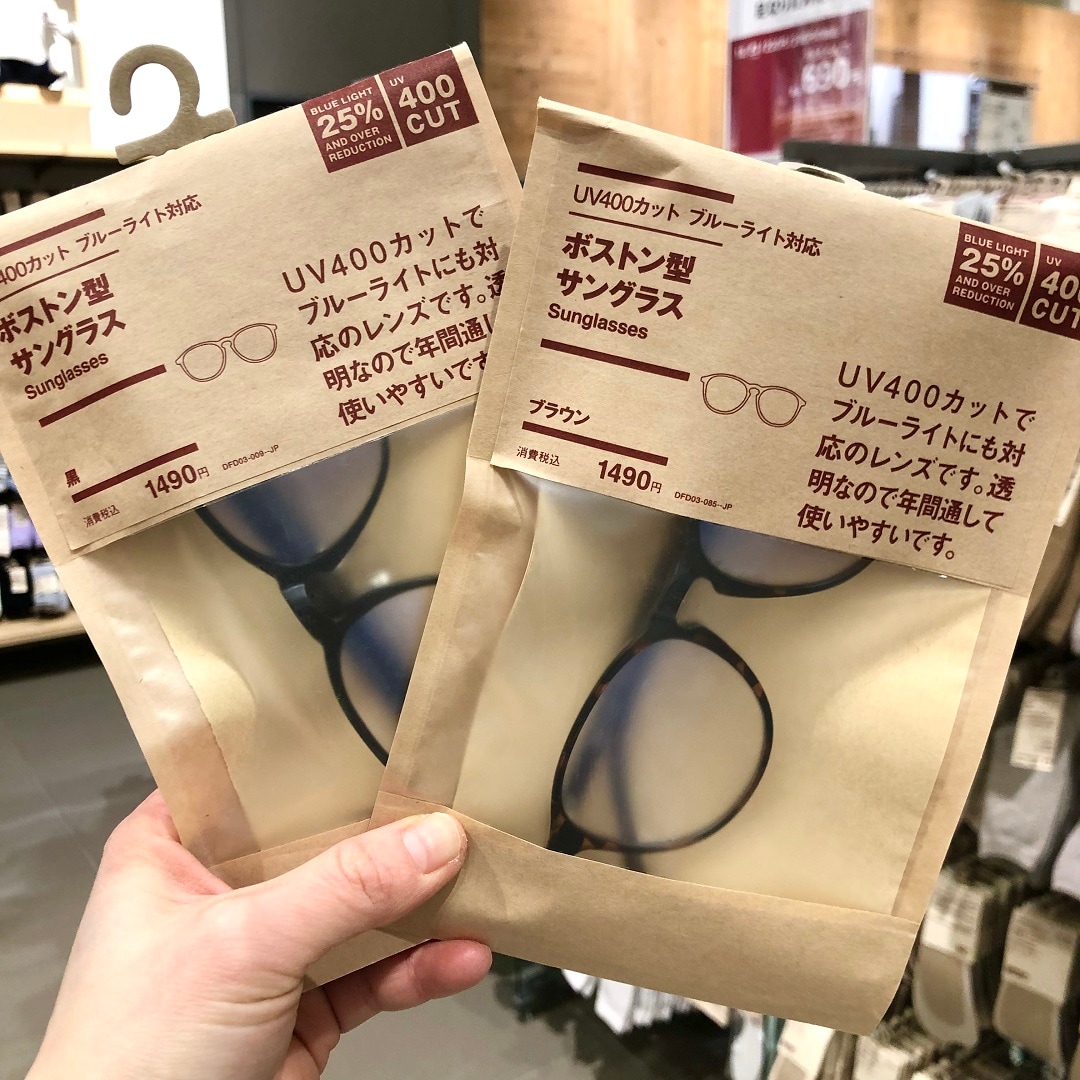 BLUE LIGHT
25%
AND OVER
REDUCTION
UV
400
CUT
400カット ブルーライト対応
ボストン型
サングラス
Sunglasses
黒
消費税込 1490円 DFD03-009--JP
UV400カットで
ブルーライトにも対
応のレンズです。透
明なので年間通し
使いやすいです
UV400カット ブルーライト対応
ボストン型
サングラス
Sunglasses
ブラウン
消費税込 1490円 DFD03-085--JP
BLUE LIGHT
25%
AND OVER
REDUCTION
UV
400
CUT
UV400カットで
ブルーライトにも対
応のレンズです。透
明なので年間通して
使いやすいです。
690